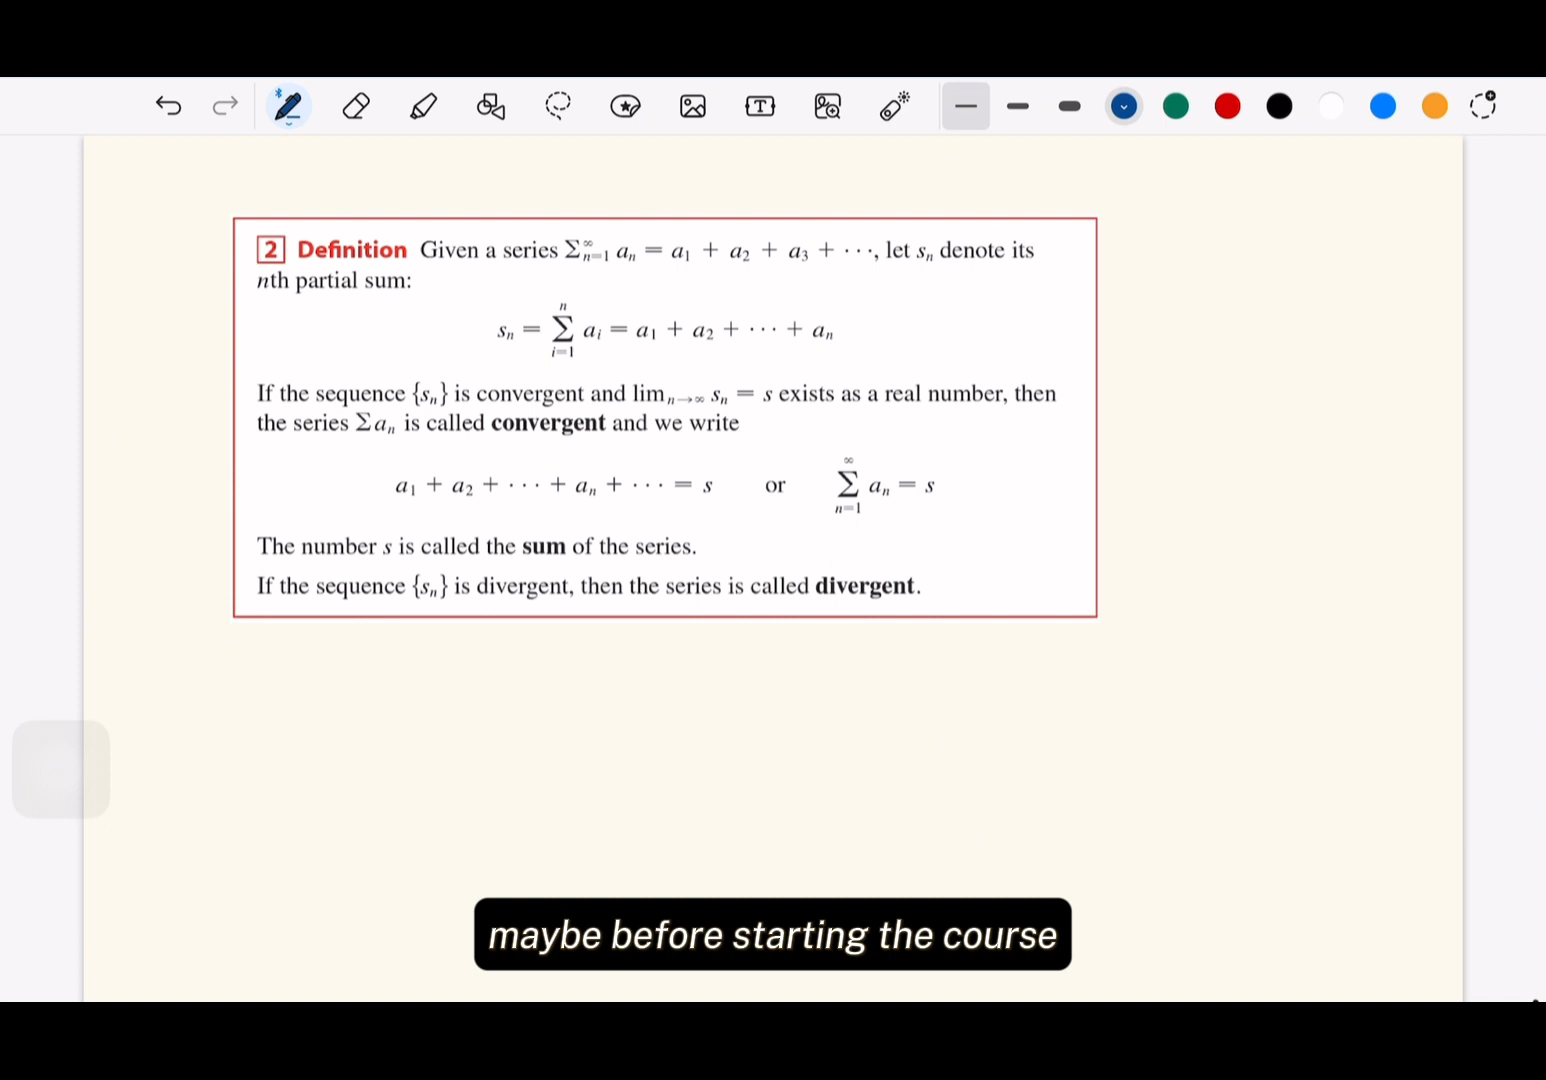 2 Definition Given a series Σ∞n=1 an = a1 + a2 + a3 + ···, let sn denote its
nth partial sum:
sn = Σni=1 ai = a1 + a2 + ··· + an
If the sequence {sn} is convergent and limn→∞ sn = s exists as a real number, then
the series Σan is called convergent and we write
a1 + a2 + ··· + an + ··· = s or Σ∞n=1 an = s
The number s is called the sum of the series.
If the sequence {sn} is divergent, then the series is called divergent.
maybe before starting the course